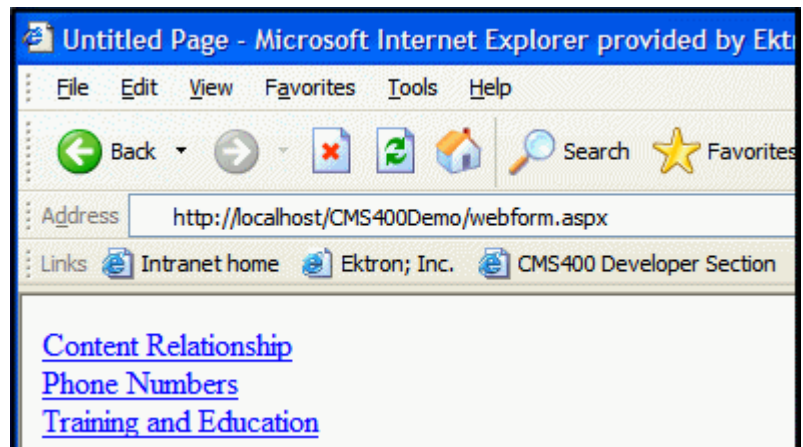 Untitled Page - Microsoft Internet Explorer provided by
File Edit View Favorites Tools Help
Back Search Favorites
Address http://localhost/CMS400Demo/webform.aspx
Links Intranet home Ektron; Inc. CMS400 Developer Section
Content Relationship
Phone Numbers
Training and Education